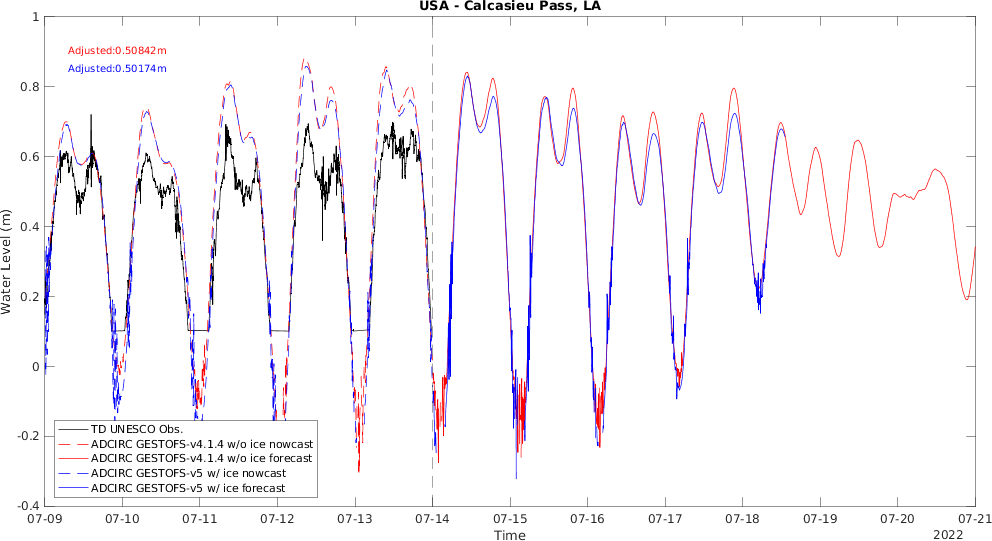 USA - Calcasieu Pass, LA
1
0.8
0.6
0.4
0.2
0
-0.2
-0.4
Water Level (m)
Adjusted:0.50842m
Adjusted:0.50174m
TD UNESCO Obs.
ADCIRC GESTOFS-v4.1.4 w/o ice nowcast
ADCIRC GESTOFS-v4.1.4 w/o ice forecast
ADCIRC GESTOFS-v5 w/ ice nowcast
ADCIRC GESTOFS-v5 w/ ice forecast
07-09 07-10 07-11 07-12 07-13 07-14 07-15 07-16 07-17 07-18 07-19 07-20 07-21
Time
2022